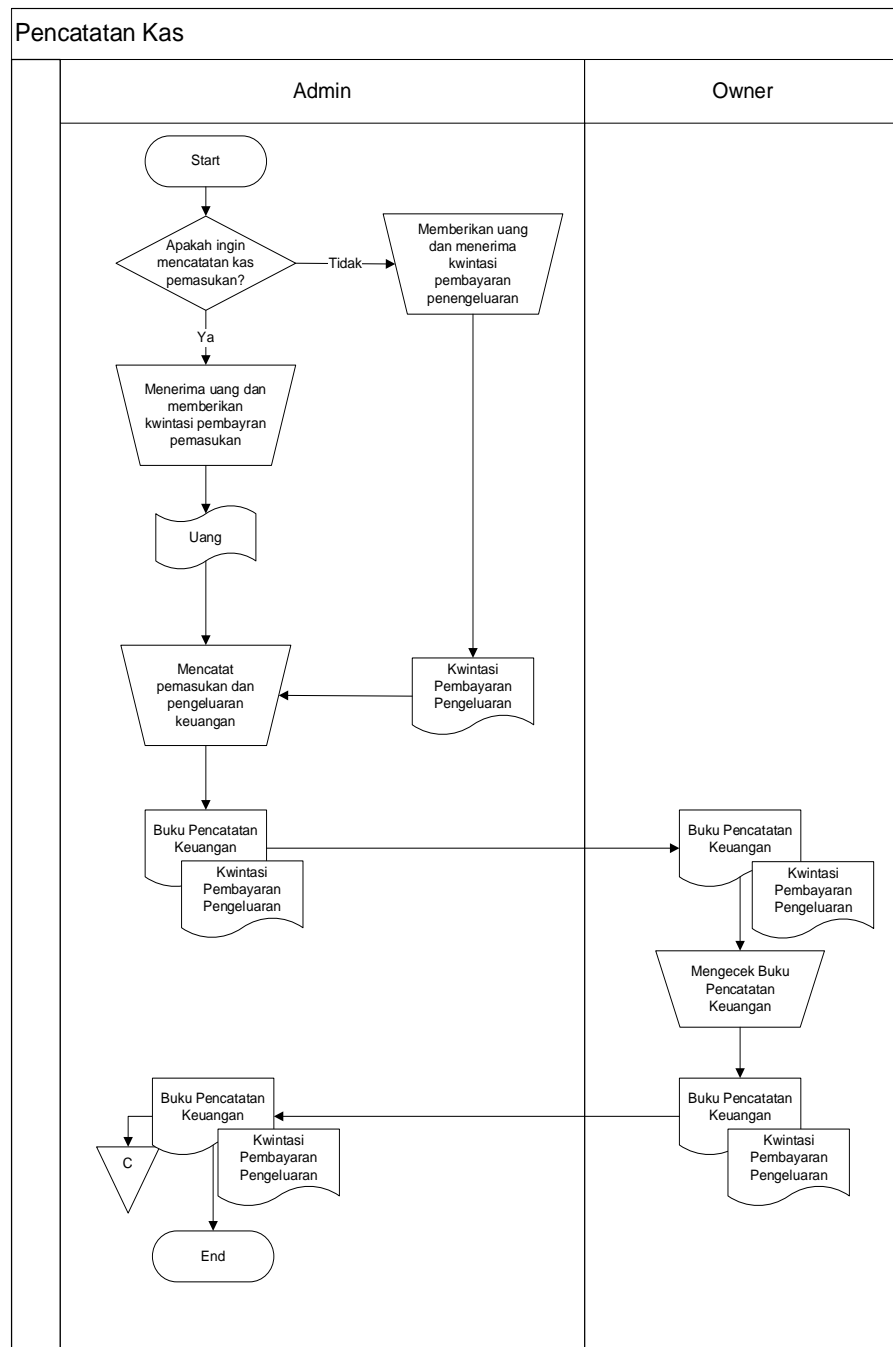 Pencatatan Kas
Admin
Owner
Start
Apakah ingin
mencatatan kas
pemasukan?
Tidak
Memberikan uang
dan menerima
kwintasi
pembayaran
penengeluaran
Ya
Menerima uang dan
memberikan
kwintasi pembayran
pemasukan
Uang
Mencatat
pemasukan dan
pengeluaran
keuangan
Kwintasi
Pembayaran
Pengeluaran
Buku Pencatatan
Keuangan
Kwintasi
Pembayaran
Pengeluaran
Buku Pencatatan
Keuangan
Kwintasi
Pembayaran
Pengeluaran
Mengecek Buku
Pencatatan
Keuangan
Buku Pencatatan
Keuangan
Kwintasi
Pembayaran
Pengeluaran
Buku Pencatatan
Keuangan
Kwintasi
Pembayaran
Pengeluaran
C
End